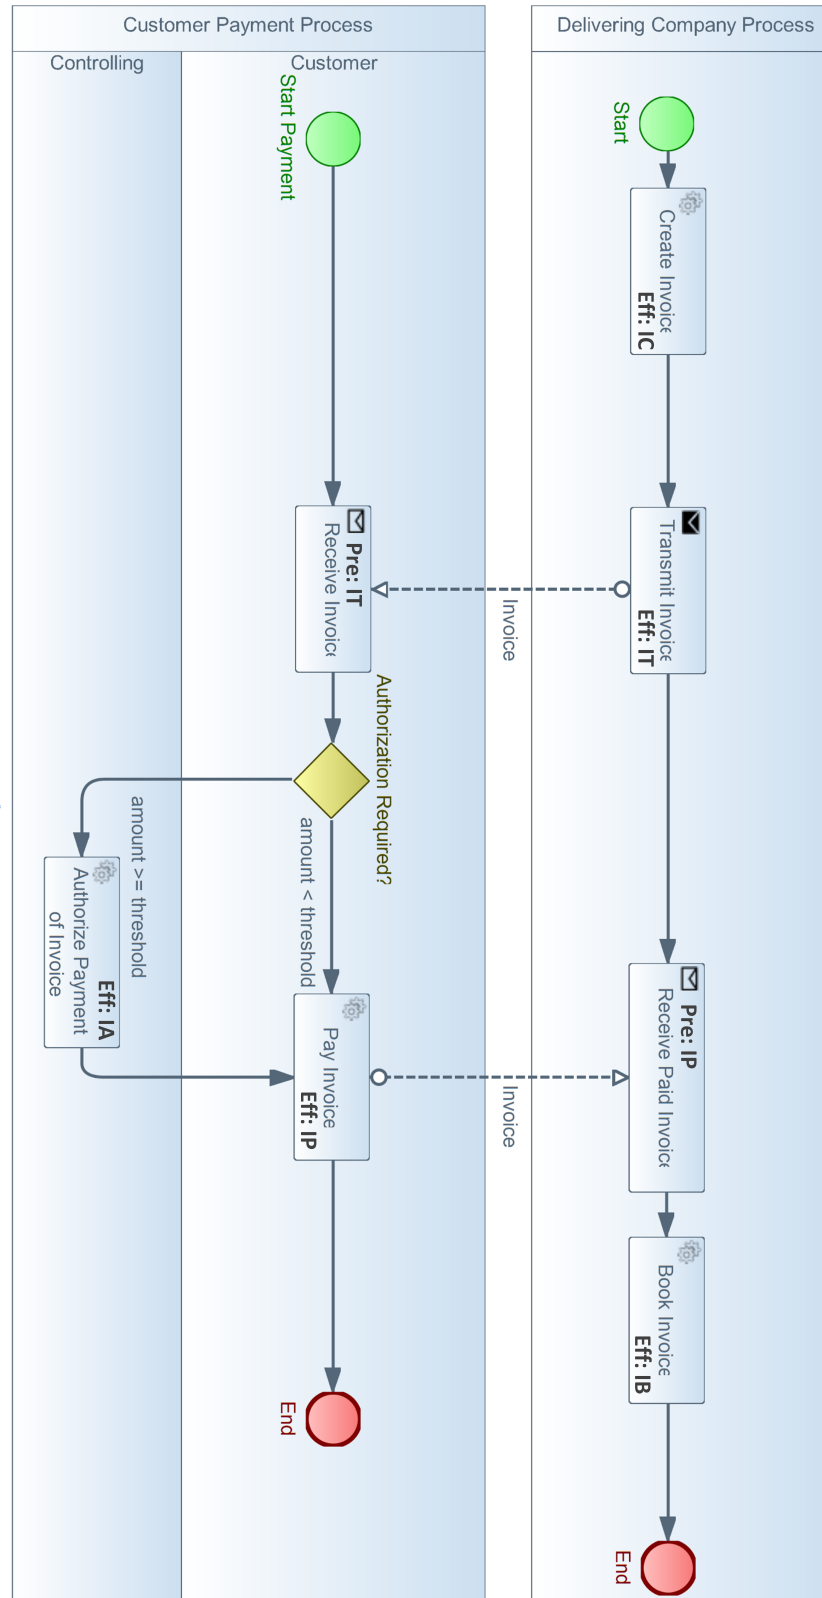 Customer Payment Process
Delivering Company Process
Controlling
Customer
Start Payment
Start
Create Invoice
Eff: IC
Pre: IT
Receive Invoice
Transmit Invoice
Eff: IT
Invoice
Authorization Required?
amount >= threshold
amount < threshold
Authorize Payment
of Invoice
Eff: IA
Pay Invoice
Eff: IP
Invoice
Pre: IP
Receive Paid Invoice
Book Invoice
Eff: IB
End
End